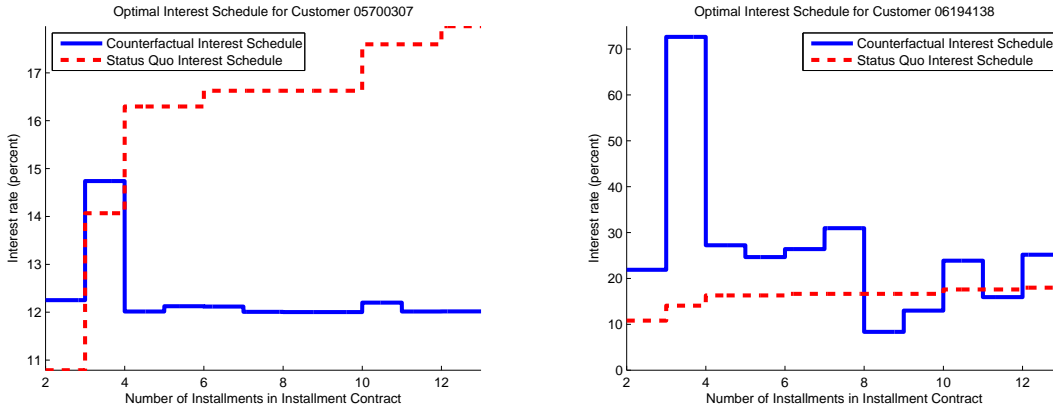 Optimal Interest Schedule for Customer 05700307
Counterfactual Interest Schedule
Status Quo Interest Schedule
Interest rate (percent)
17
16
15
14
13
12
11
2 4 6 8 10 12
Number of Installments in Installment Contract
Optimal Interest Schedule for Customer 06194138
Counterfactual Interest Schedule
Status Quo Interest Schedule
Interest rate (percent)
70
60
50
40
30
20
10
0
2 4 6 8 10 12
Number of Installments in Installment Contract